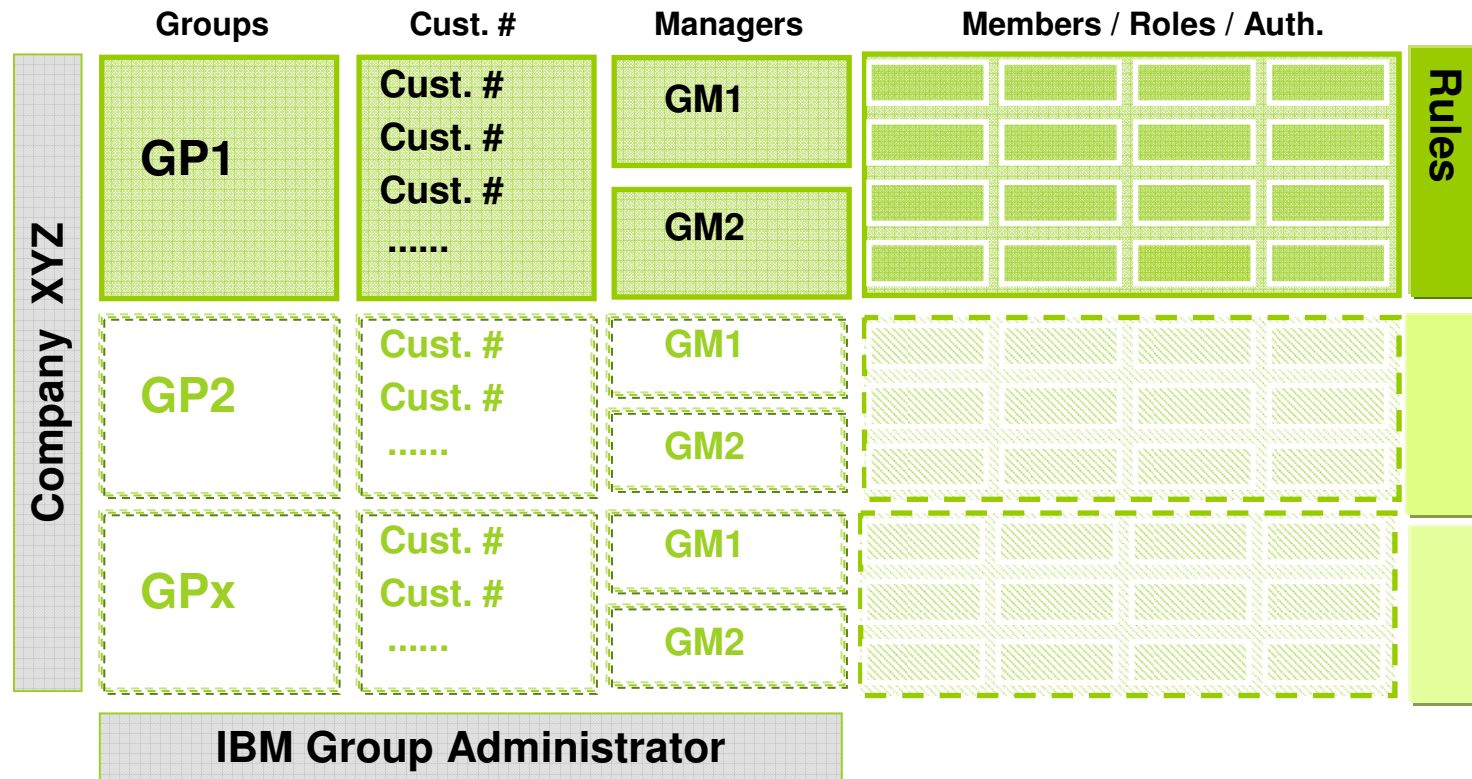 Groups
Cust. #
Managers
Members / Roles / Auth.
Company XYZ
GP1
Cust. #
Cust. #
Cust. #
......
GM1
GM2
Rules
GP2
Cust. #
Cust. #
......
GM1
GM2
GPx
Cust. #
Cust. #
......
GM1
GM2
IBM Group Administrator